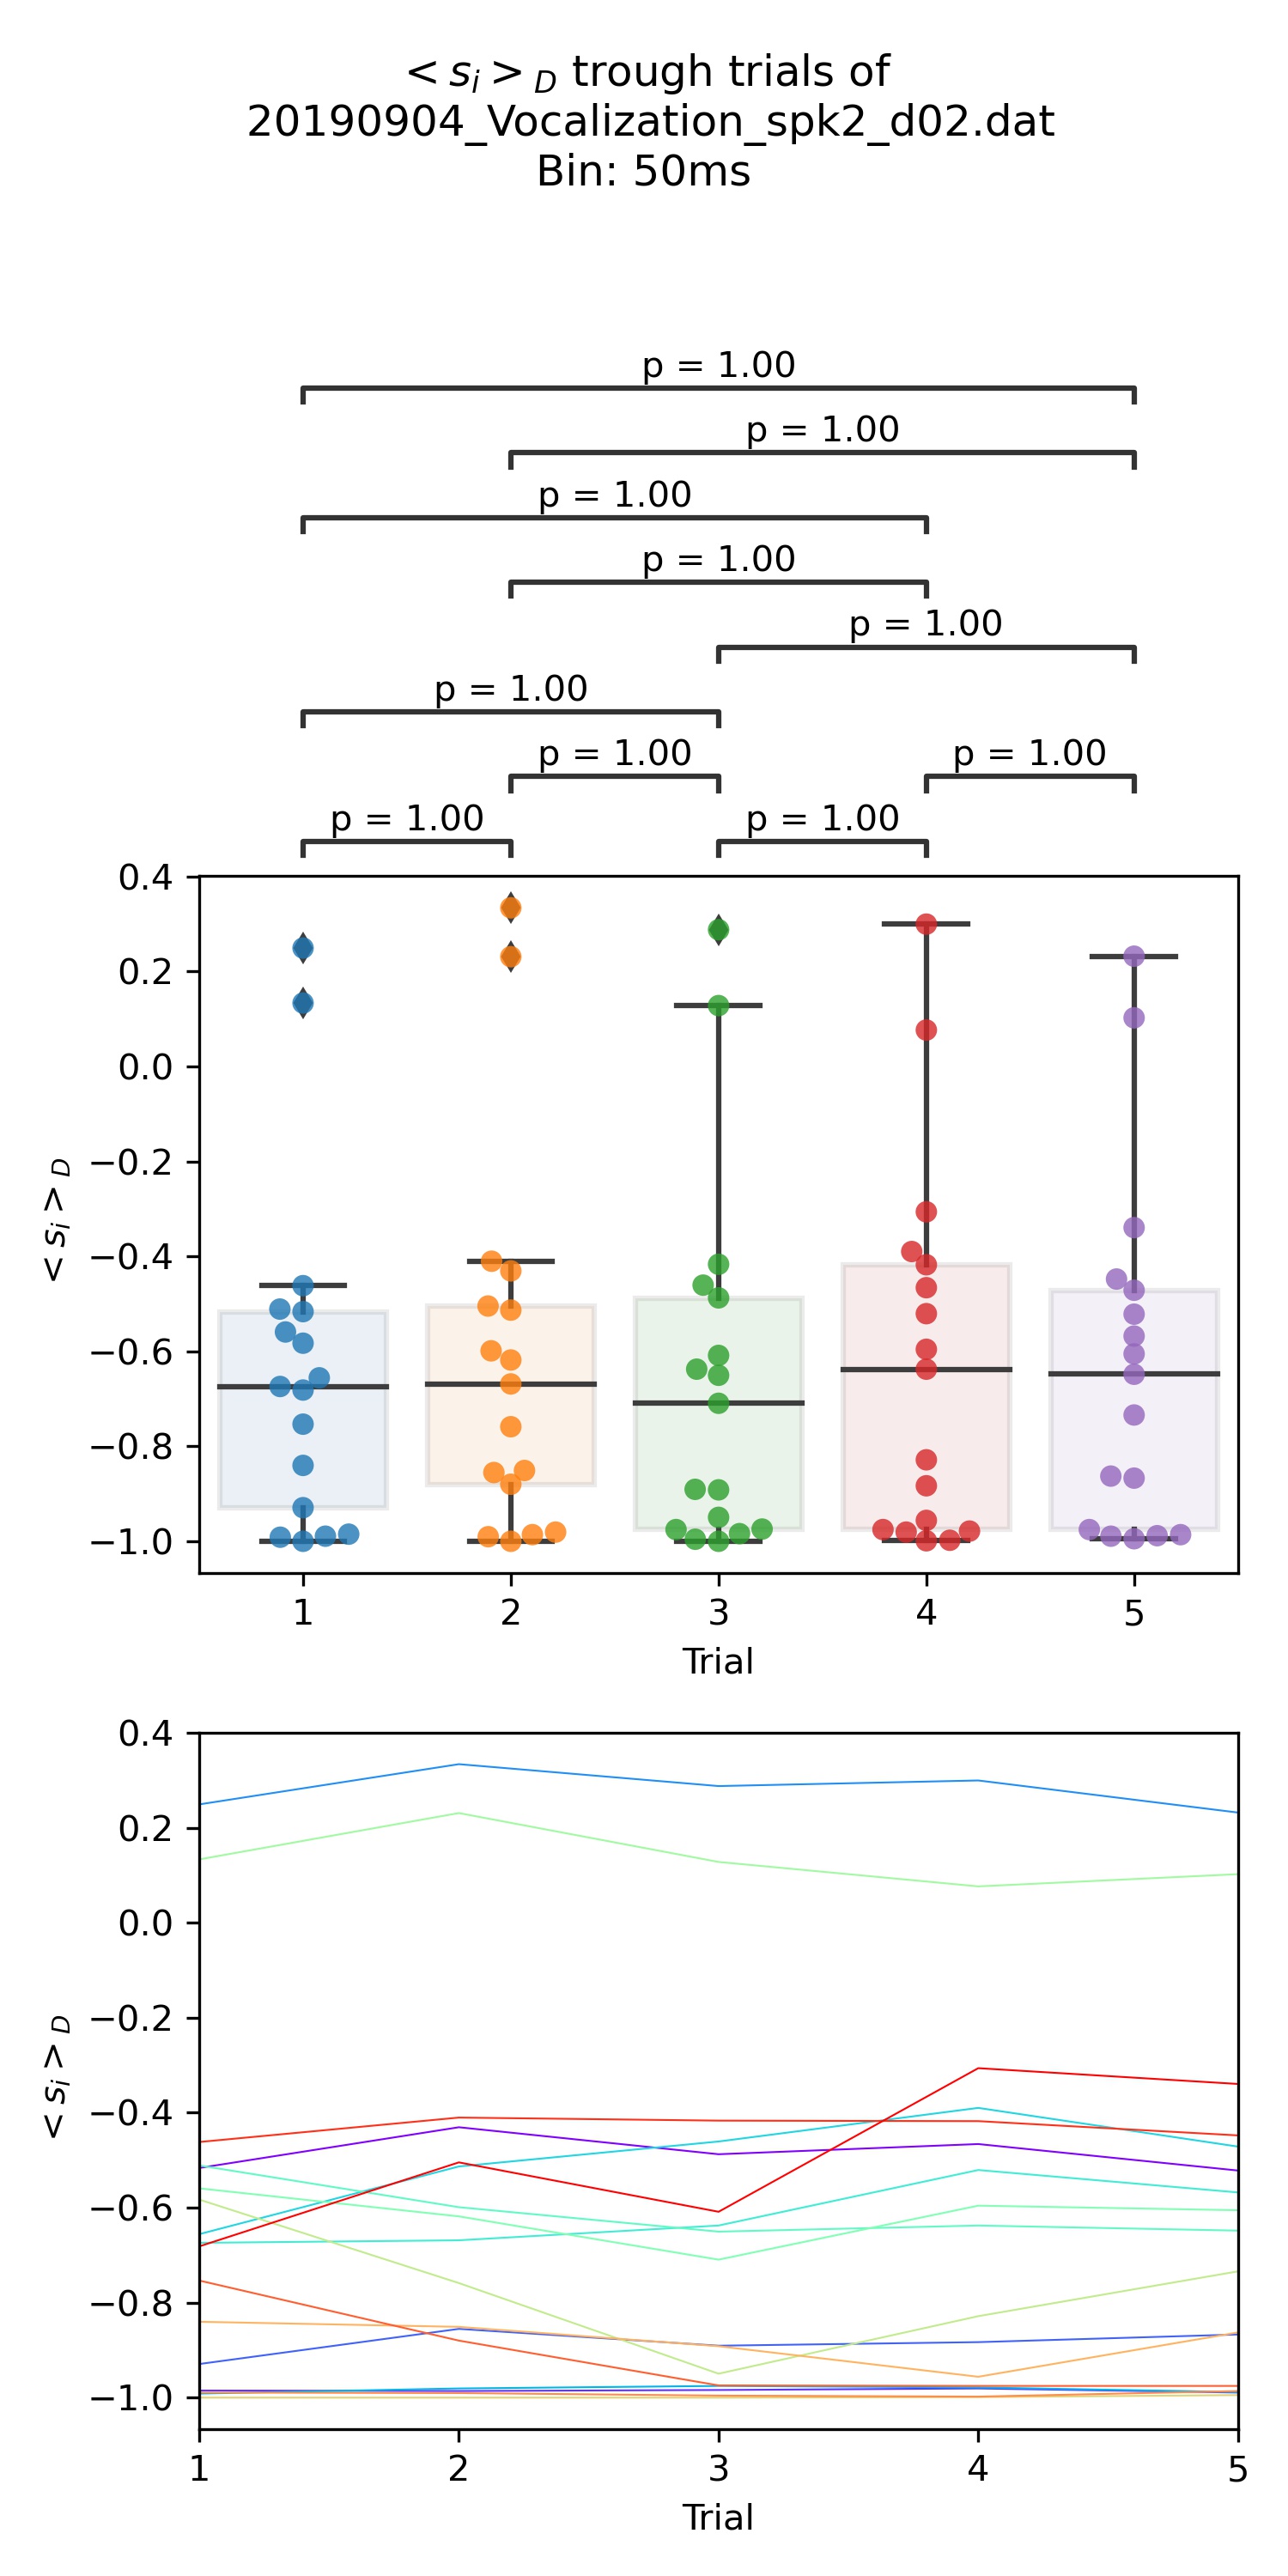 < s_i >_D trough trials of
20190904_Vocalization_spk2_d02.dat
Bin: 50ms
p = 1.00
p = 1.00
p = 1.00
p = 1.00
p = 1.00
p = 1.00
p = 1.00 p = 1.00
p = 1.00 p = 1.00
0.4
0.2
0.0
−0.2
−0.4
−0.6
−0.8
−1.0
< s_i >_D
1 2 3 4 5
Trial
0.4
0.2
0.0
−0.2
−0.4
−0.6
−0.8
−1.0
< s_i >_D
1 2 3 4 5
Trial